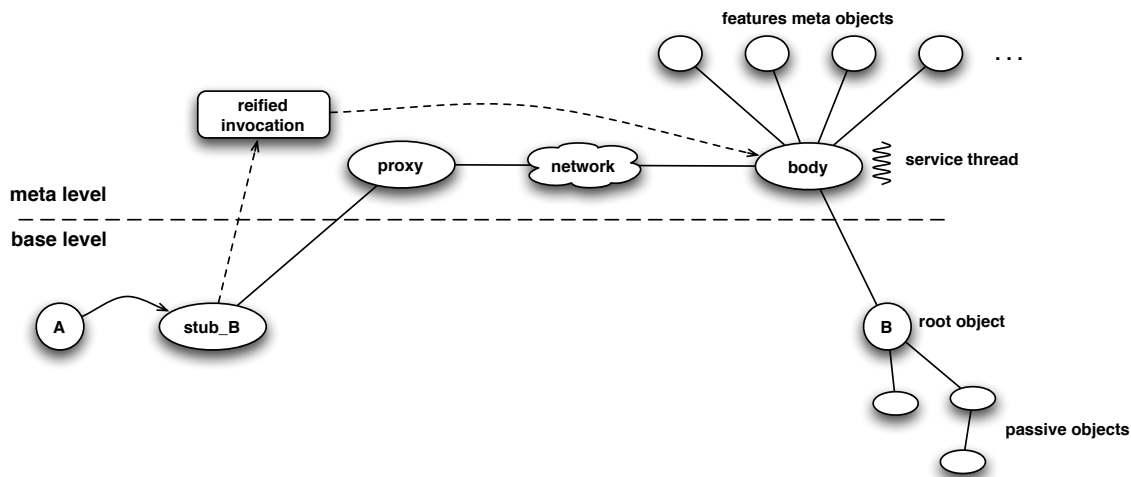 features meta objects
. . .
reified
invocation
proxy
network
body
service thread
meta level
base level
A
stub_B
B
root object
passive objects